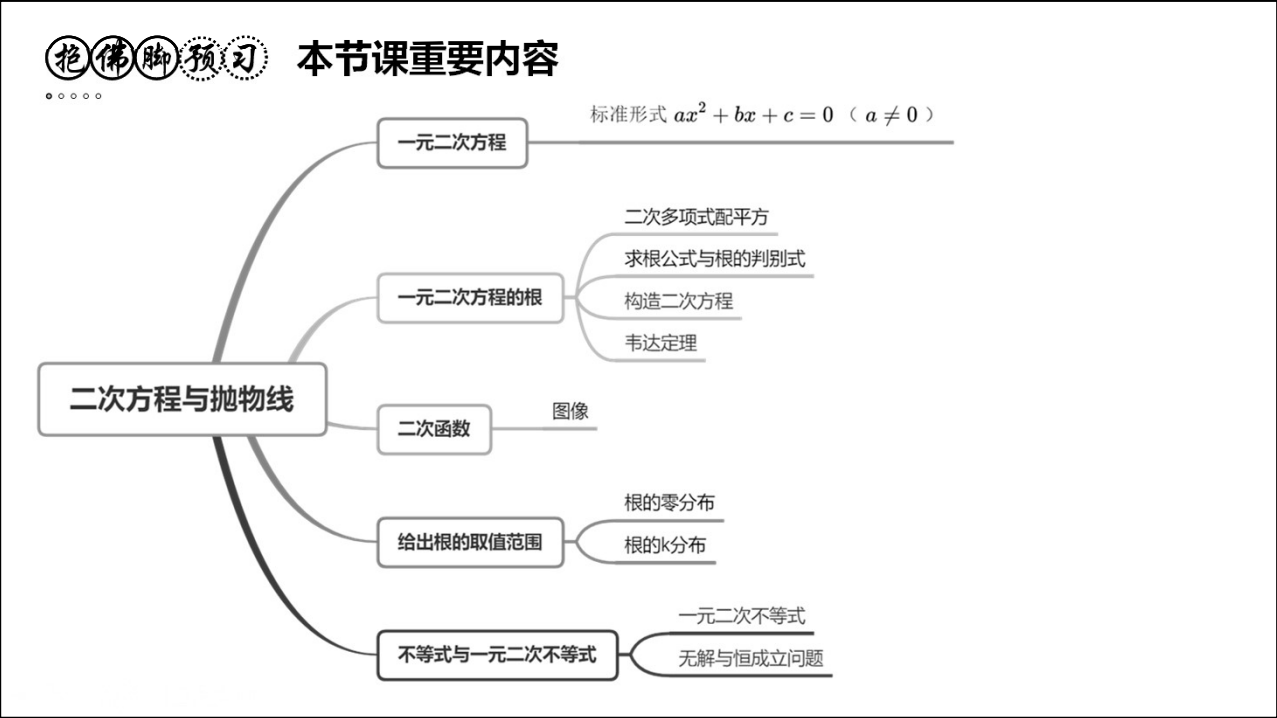 抱佛脚预习
本节课重要内容
标准形式 ax² + bx + c = 0 （ a ≠ 0 ）
一元二次方程
二次多项式配平方
求根公式与根的判别式
一元二次方程的根
构造二次方程
韦达定理
二次方程与抛物线
图像
二次函数
根的零分布
给出根的取值范围
根的k分布
一元二次不等式
不等式与一元二次不等式
无解与恒成立问题